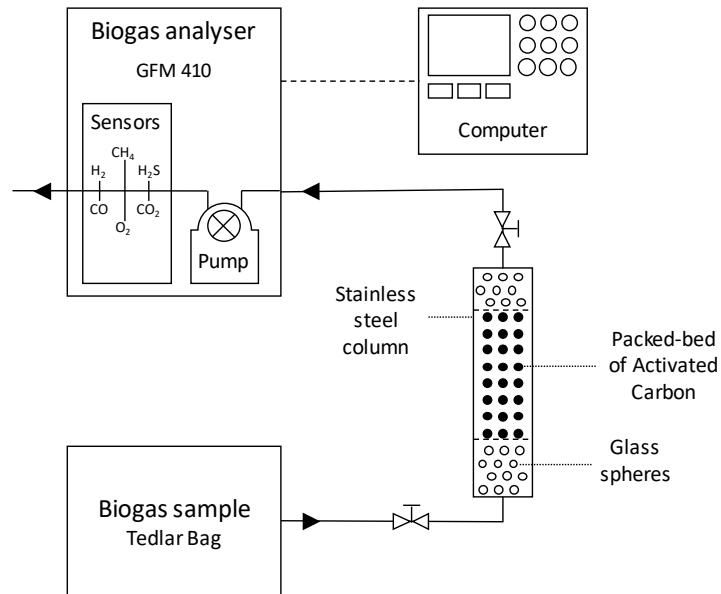 Biogas analyser
GFM 410
Sensors
H₂
CH₄
H₂S
CO
O₂
CO₂
Pump
Computer
Stainless
steel
column
Packed-bed
of Activated
Carbon
Glass
spheres
Biogas sample
Tedlar Bag